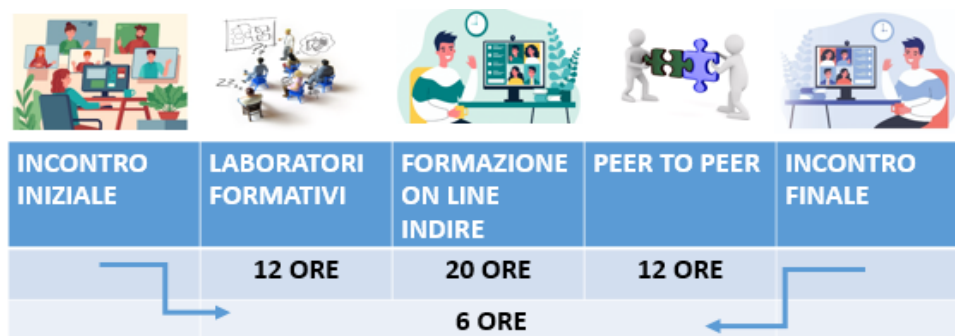 INCONTRO
INIZIALE
LABORATORI
FORMATIVI
FORMAZIONE
ON LINE
INDIRE
PEER TO PEER
INCONTRO
FINALE
12 ORE
20 ORE
12 ORE
6 ORE